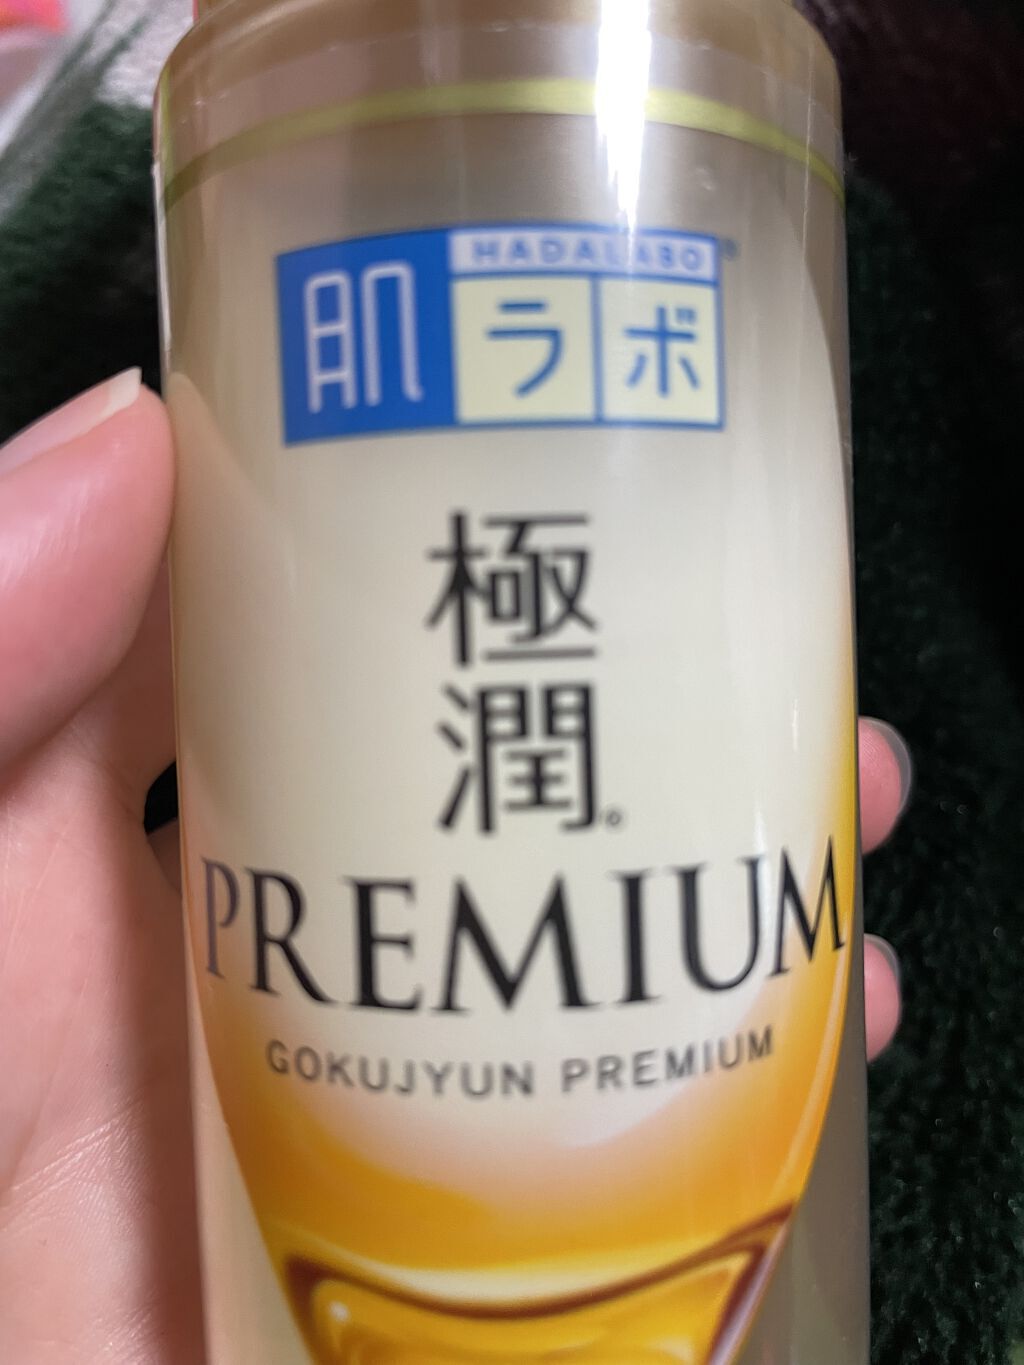 HADALABO
肌ラボ
極
潤。
PREMIUM
GOKUJYUN PREMIUM